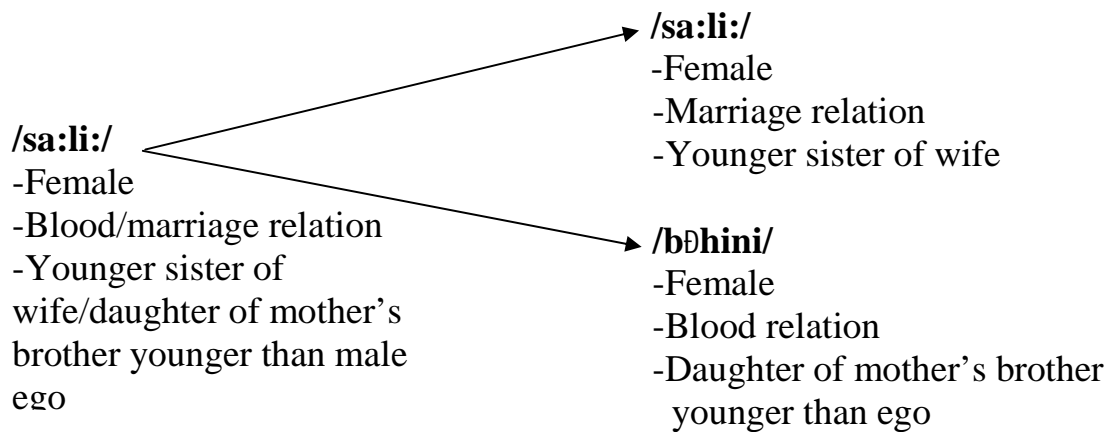 /sa:li:/
-Female
-Blood/marriage relation
-Younger sister of
wife/daughter of mother’s
brother younger than male
ego
/sa:li:/
-Female
-Marriage relation
-Younger sister of wife
/bÐhini/
-Female
-Blood relation
-Daughter of mother’s brother
younger than ego